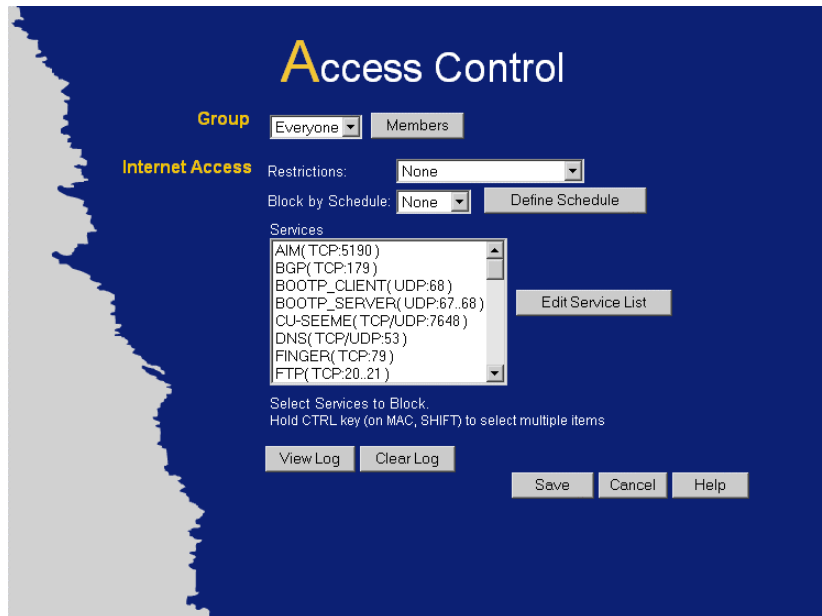 Access Control
Group Everyone Members
Internet Access Restrictions: None
Block by Schedule: None Define Schedule
Services
AIM(TCP:5190)
BGP(TCP:179)
BOOTP_CLIENT(UDP:68)
BOOTP_SERVER(UDP:67..68)
CU-SEEME(TCP/UDP:7648)
DNS(TCP/UDP:53)
FINGER(TCP:79)
FTP(TCP:20..21)
Edit Service List
Select Services to Block.
Hold CTRL key (on MAC, SHIFT) to select multiple items
View Log Clear Log
Save Cancel Help